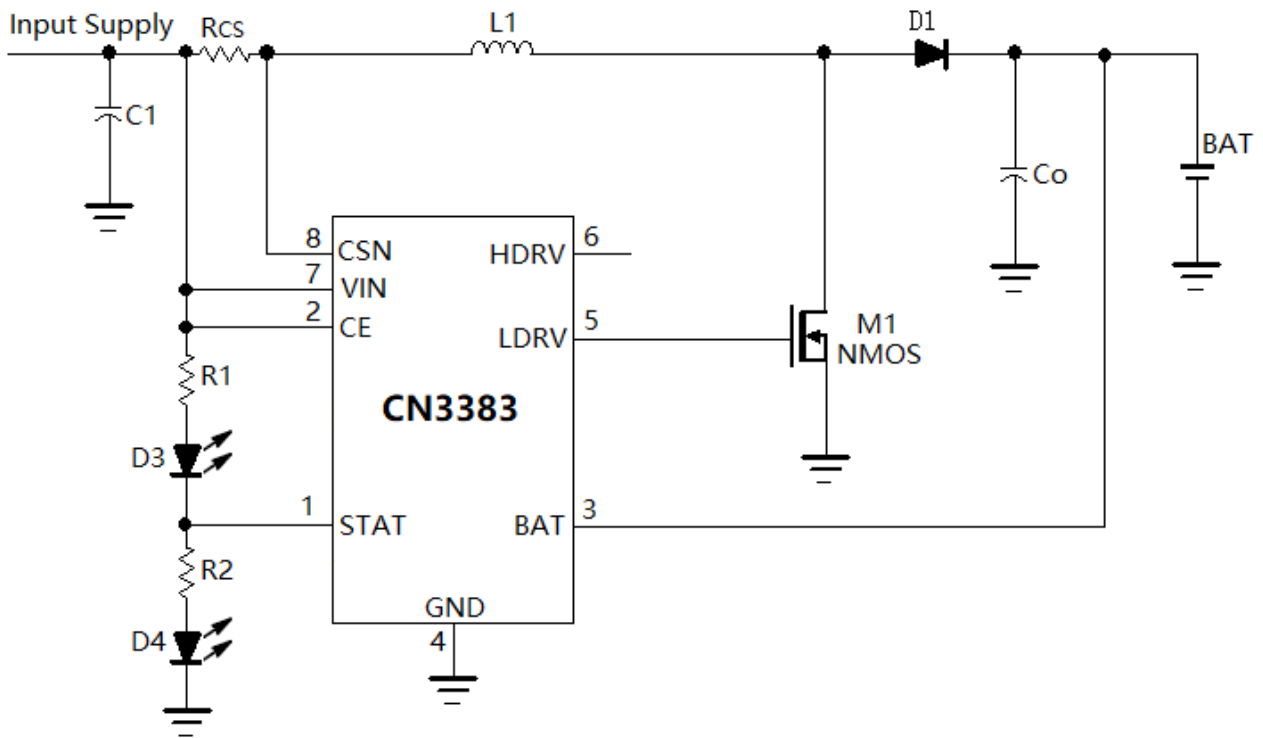 Input Supply
RCS
L1
D1
C1
Co
BAT
8
CSN
HDRV
6
7
VIN
2
CE
LDRV
5
M1
NMOS
R1
CN3383
D3
1
STAT
BAT
3
R2
GND
4
D4